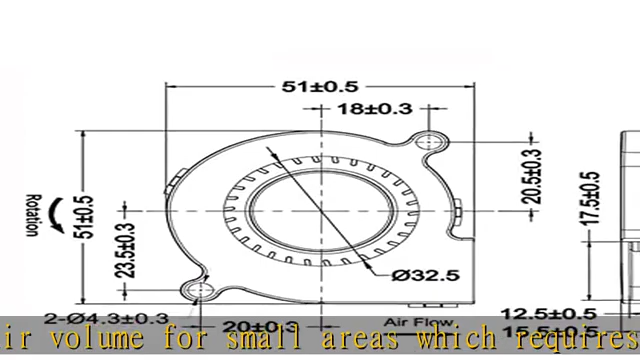 51±0.5
18±0.3
20.5±0.3
17.5±0.5
Rotation
51±0.5
23.5±0.3
Ø32.5
2-Ø4.3±0.3
20±0.3
Air Flow
12.5±0.5
15.5±0.5
ir volume for small areas which requires